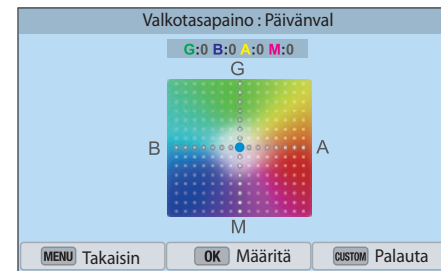 Valkotasapaino : Päivänval
G:0 B:0 A:0 M:0
G
B A
M
MENU Takaisin OK Määritä CUSTOM Palauta